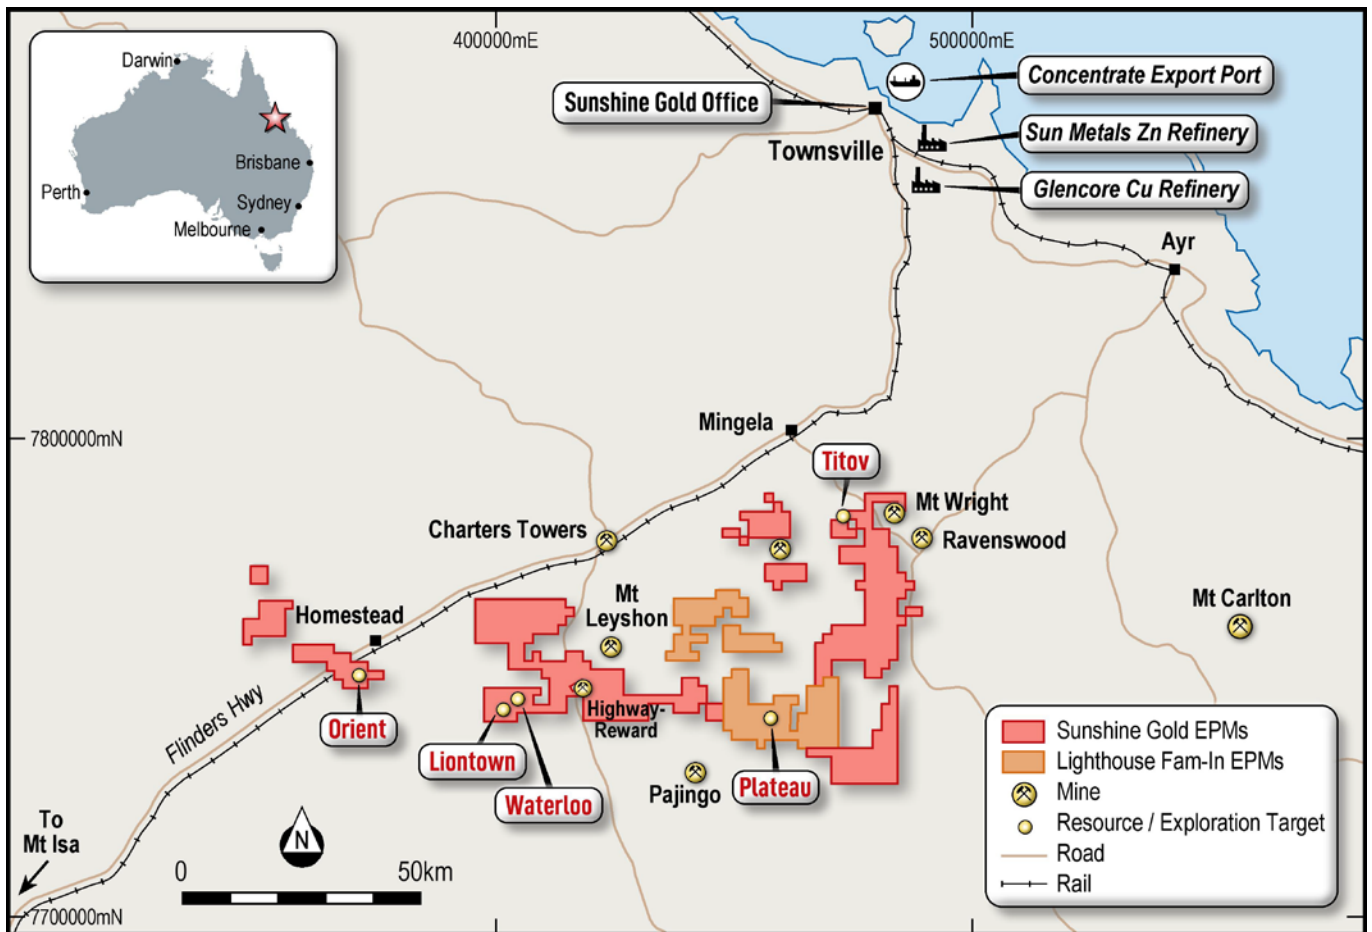 400000mE
500000mE
Darwin
Brisbane
Perth
Sydney
Melbourne
Concentrate Export Port
Sunshine Gold Office
Sun Metals Zn Refinery
Townsville
Glencore Cu Refinery
Ayr
7800000mN
Mingela
Titov
Mt Wright
Charters Towers
Ravenswood
Mt
Leyshon
Mt Carlton
Homestead
Highway-
Reward
Flinders Hwy
Orient
Liontown
Waterloo
Pajingo
Plateau
To
Mt Isa
N
0
50km
7700000mN
Sunshine Gold EPMs
Lighthouse Fam-In EPMs
Mine
Resource / Exploration Target
Road
Rail